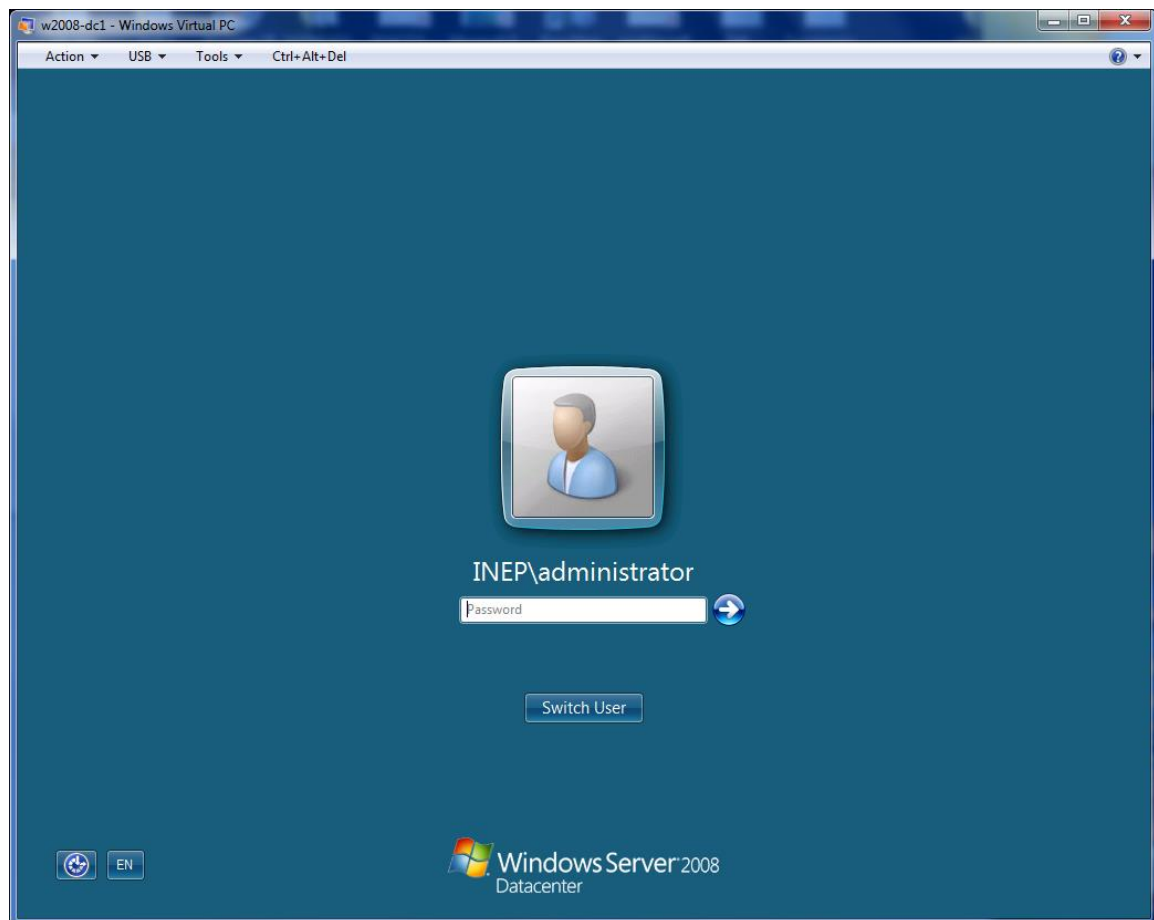 w2008-dc1 - Windows Virtual PC
Action USB Tools Ctrl+Alt+Del
INEP\administrator
Password
Switch User
EN
Windows Server 2008
Datacenter